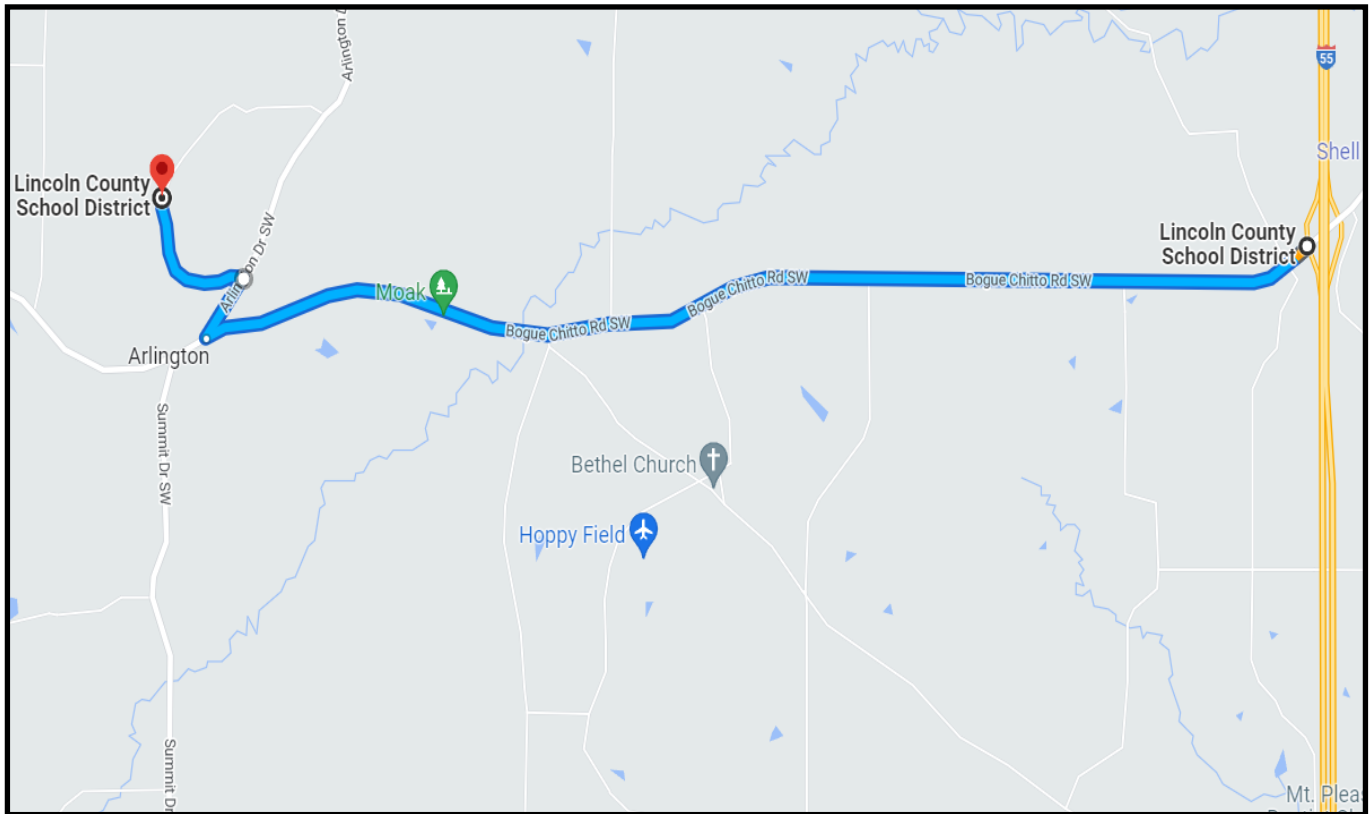 Arlington D
55
Shell
Lincoln County
School District
Arlington Dr SW
Lincoln County
School District
Moak
Bogue Chitto Rd SW
Bogue Chitto Rd SW
Bogue Chitto Rd SW
Arlington
Summit Dr SW
Bethel Church
Hoppy Field
Summit Dr
Mt. Pleas